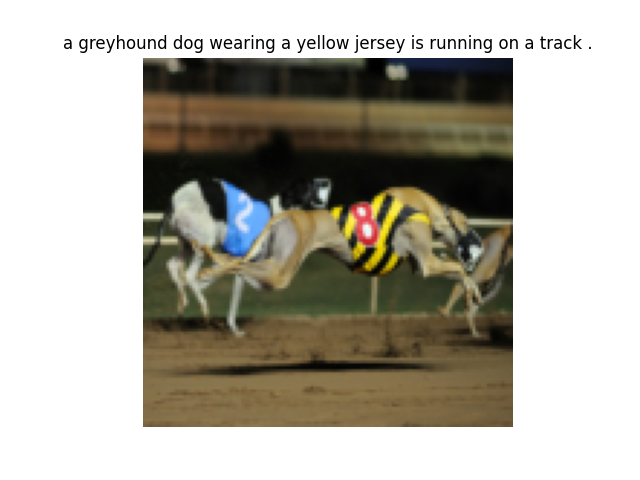 a greyhound dog wearing a yellow jersey is running on a track .
2
8